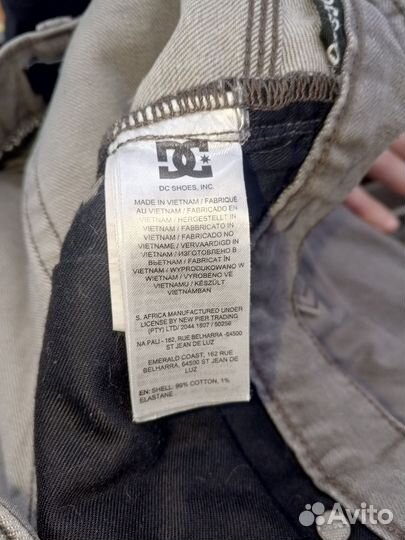 DC
DC SHOES, INC.
MADE IN VIETNAM / FABRIQUÉ
AU VIETNAM / FABRICADO EN
VIETNAM / HERGESTELLT IN
VIETNAM / FABBRICATO IN
VIETNAM / FABRICADO NO
VIETNAME / VERVAARDIGD IN
VIETNAM / ИЗГОТОВЛЕНО В
ВЬЕТНАМ / FABRICAT ÎN
VIETNAM / WYPRODUKOWANO W
VIETNAM / VYROBENO VE
VIETNAMU / KÉSZÜLT
VIETNÁMBAN
S. AFRICA MANUFACTURED UNDER
LICENSE BY NEW PIER TRADING
(PTY) LTD/ 2044 1807 / 50256
NA PALI - 162, RUE BELHARRA, 64500
ST JEAN DE LUZ
EMERALD COAST, 162 RUE
BELHARRA, 64500 ST JEAN DE
LUZ
EN: SHELL: 99% COTTON, 1%
ELASTANE
Avito